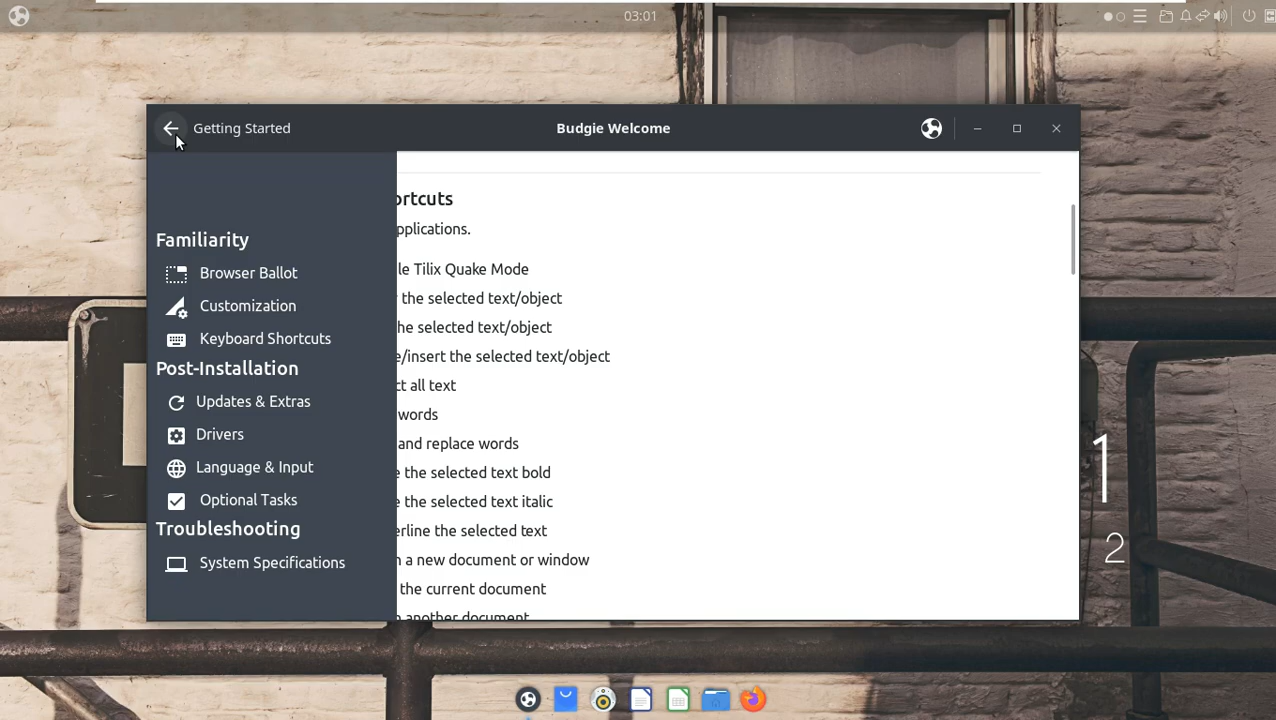 03:01
Getting Started
Budgie Welcome
Familiarity
Browser Ballot
Customization
Keyboard Shortcuts
Post-Installation
Updates & Extras
Drivers
Language & Input
Optional Tasks
Troubleshooting
System Specifications
ortcuts
pplications.
le Tilix Quake Mode
the selected text/object
he selected text/object
e/insert the selected text/object
ct all text
words
and replace words
e the selected text bold
e the selected text italic
erline the selected text
n a new document or window
the current document
another document
1
2